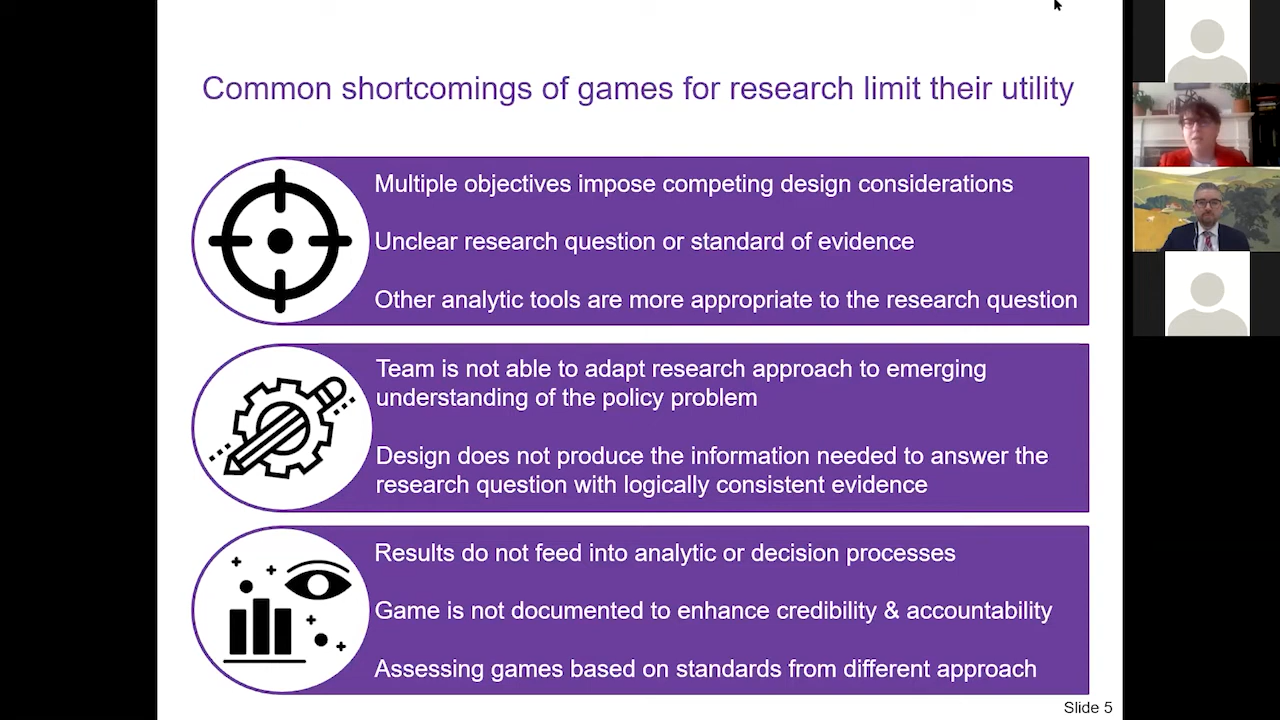 Common shortcomings of games for research limit their utility
Multiple objectives impose competing design considerations
Unclear research question or standard of evidence
Other analytic tools are more appropriate to the research question
Team is not able to adapt research approach to emerging
understanding of the policy problem
Design does not produce the information needed to answer the
research question with logically consistent evidence
Results do not feed into analytic or decision processes
Game is not documented to enhance credibility & accountability
Assessing games based on standards from different approach
Slide 5